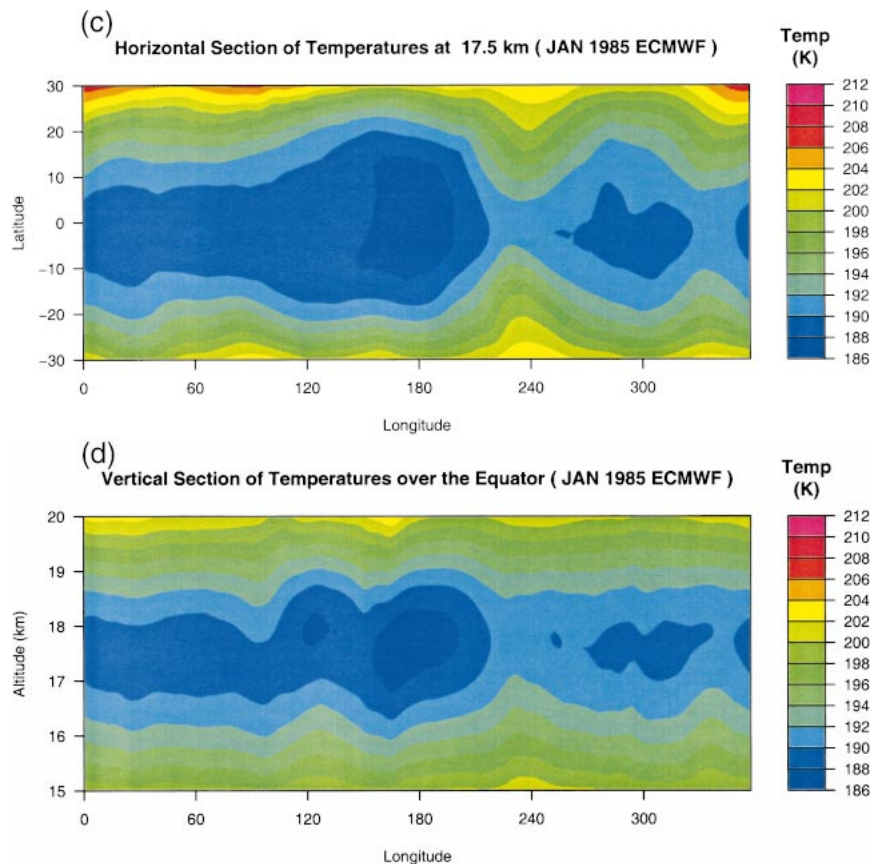 (c)
Horizontal Section of Temperatures at 17.5 km ( JAN 1985 ECMWF )
Temp
(K)
30
20
10
0
−10
−20
−30
Latitude
0 60 120 180 240 300
Longitude
212
210
208
206
204
202
200
198
196
194
192
190
188
186
(d)
Vertical Section of Temperatures over the Equator ( JAN 1985 ECMWF )
Temp
(K)
20
19
18
17
16
15
Altitude (km)
0 60 120 180 240 300
Longitude
212
210
208
206
204
202
200
198
196
194
192
190
188
186